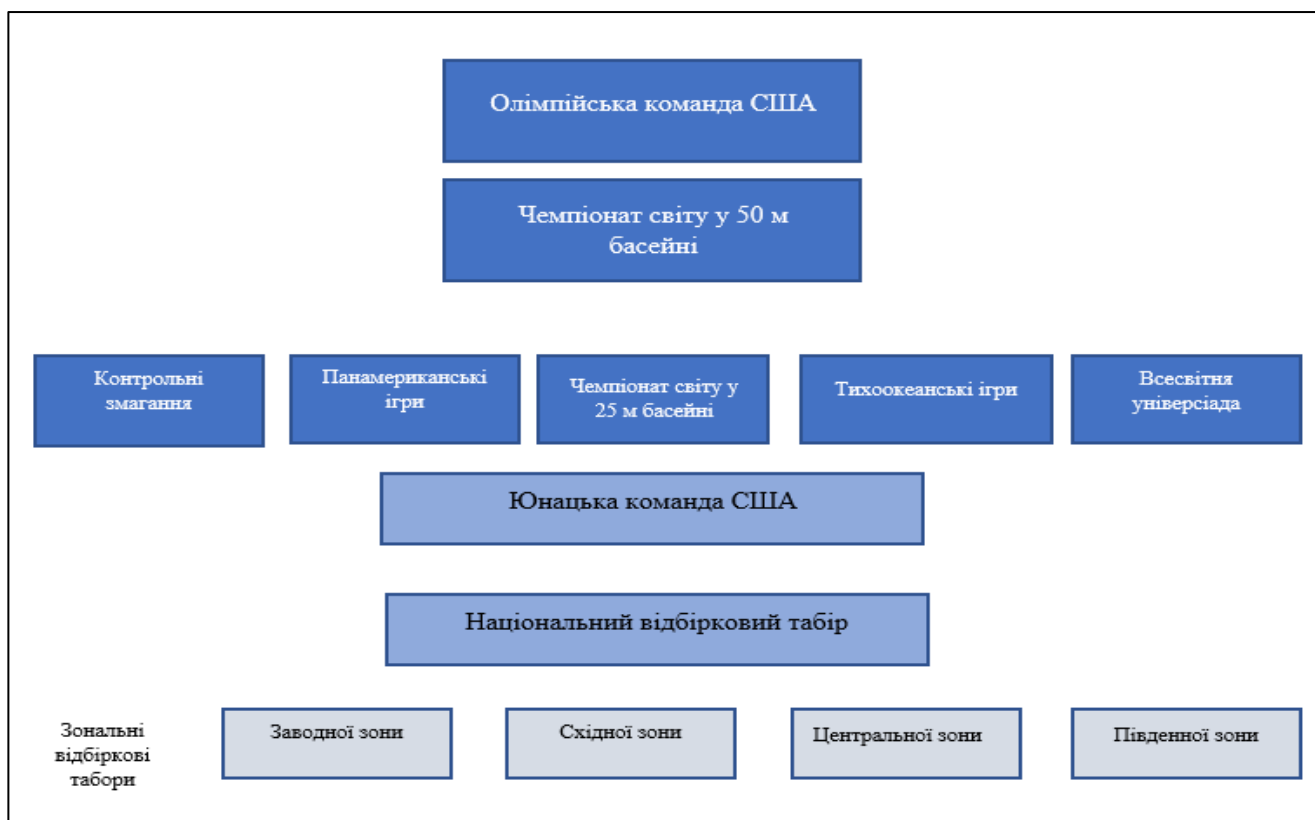 Олімпійська команда США
Чемпіонат світу у 50 м
басейні
Контрольні
змагання
Панамериканські
ігри
Чемпіонат світу у
25 м басейні
Тихоокеанські ігри
Всесвітня
універсіада
Юнацька команда США
Національний відбірковий табір
Зональні
відбіркові
табори
Заводної зони
Східної зони
Центральної зони
Південної зони